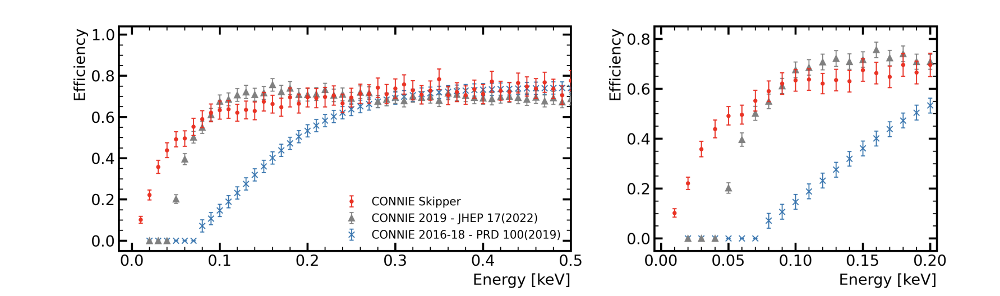 Efficiency
1.0
0.8
0.6
0.4
0.2
0.0
CONNIE Skipper
CONNIE 2019 - JHEP 17(2022)
CONNIE 2016-18 - PRD 100(2019)
0.0 0.1 0.2 0.3 0.4 0.5
Energy [keV]
Efficiency
0.8
0.6
0.4
0.2
0.0
0.00 0.05 0.10 0.15 0.20
Energy [keV]